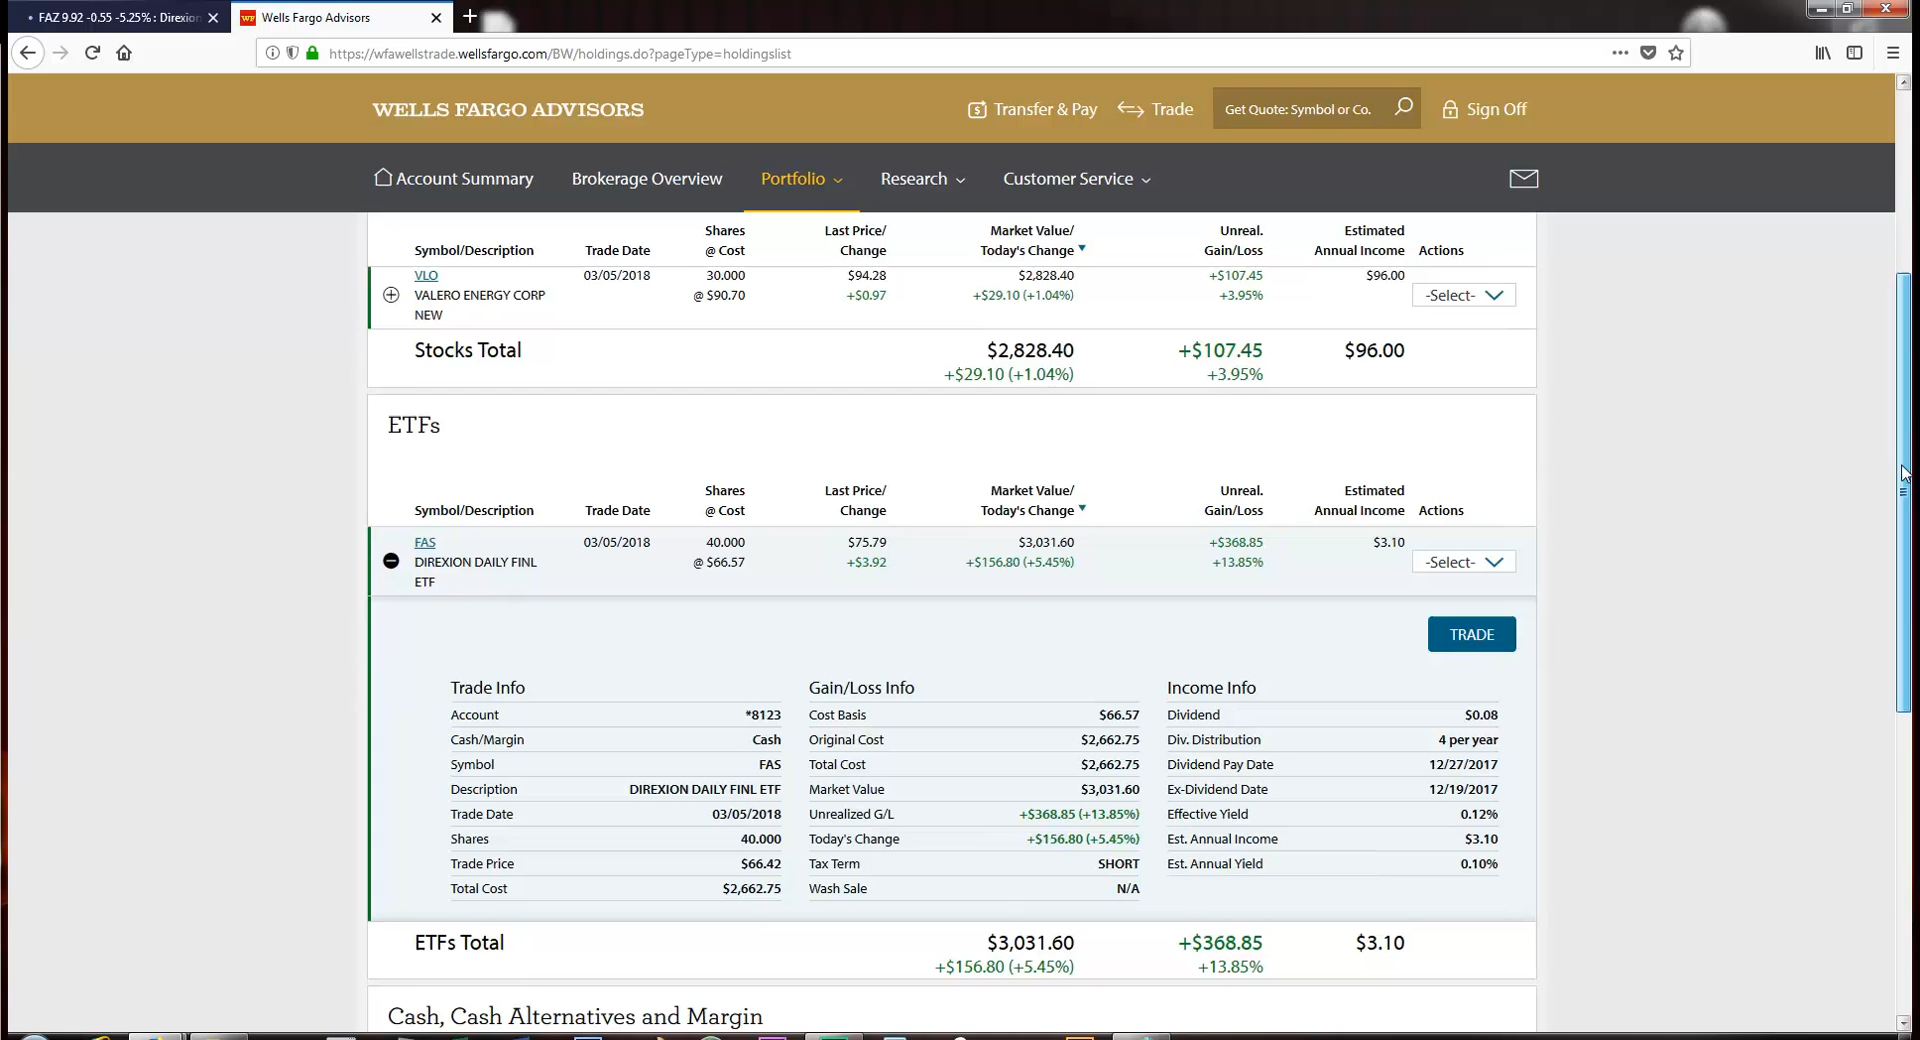 FAZ 9.92 -0.55 -5.25% : Direxion
Wells Fargo Advisors
https://wfawellstrade.wellsfargo.com/BW/holdings.do?pageType=holdingslist
WELLS FARGO ADVISORS
Transfer & Pay
Trade
Get Quote: Symbol or Co.
Sign Off
Account Summary
Brokerage Overview
Portfolio
Research
Customer Service
Symbol/Description Trade Date Shares @ Cost Last Price/ Change Market Value/ Today's Change Unreal. Gain/Loss Estimated Annual Income Actions
VLO 03/05/2018 30.000 $94.28 $2,828.40 +$107.45 $96.00
VALERO ENERGY CORP @ $90.70 +$0.97 +$29.10 (+1.04%) +3.95% -Select-
NEW
Stocks Total $2,828.40 +$107.45 $96.00
+$29.10 (+1.04%) +3.95%
ETFs
Symbol/Description Trade Date Shares @ Cost Last Price/ Change Market Value/ Today's Change Unreal. Gain/Loss Estimated Annual Income Actions
FAS 03/05/2018 40.000 $75.79 $3,031.60 +$368.85 $3.10
DIREXION DAILY FINL @ $66.57 +$3.92 +$156.80 (+5.45%) +13.85% -Select-
ETF
TRADE
Trade Info Gain/Loss Info Income Info
Account *8123 Cost Basis $66.57 Dividend $0.08
Cash/Margin Cash Original Cost $2,662.75 Div. Distribution 4 per year
Symbol FAS Total Cost $2,662.75 Dividend Pay Date 12/27/2017
Description DIREXION DAILY FINL ETF Market Value $3,031.60 Ex-Dividend Date 12/19/2017
Trade Date 03/05/2018 Unrealized G/L +$368.85 (+13.85%) Effective Yield 0.12%
Shares 40.000 Today's Change +$156.80 (+5.45%) Est. Annual Income $3.10
Trade Price $66.42 Tax Term SHORT Est. Annual Yield 0.10%
Total Cost $2,662.75 Wash Sale N/A
ETFs Total $3,031.60 +$368.85 $3.10
+$156.80 (+5.45%) +13.85%
Cash, Cash Alternatives and Margin